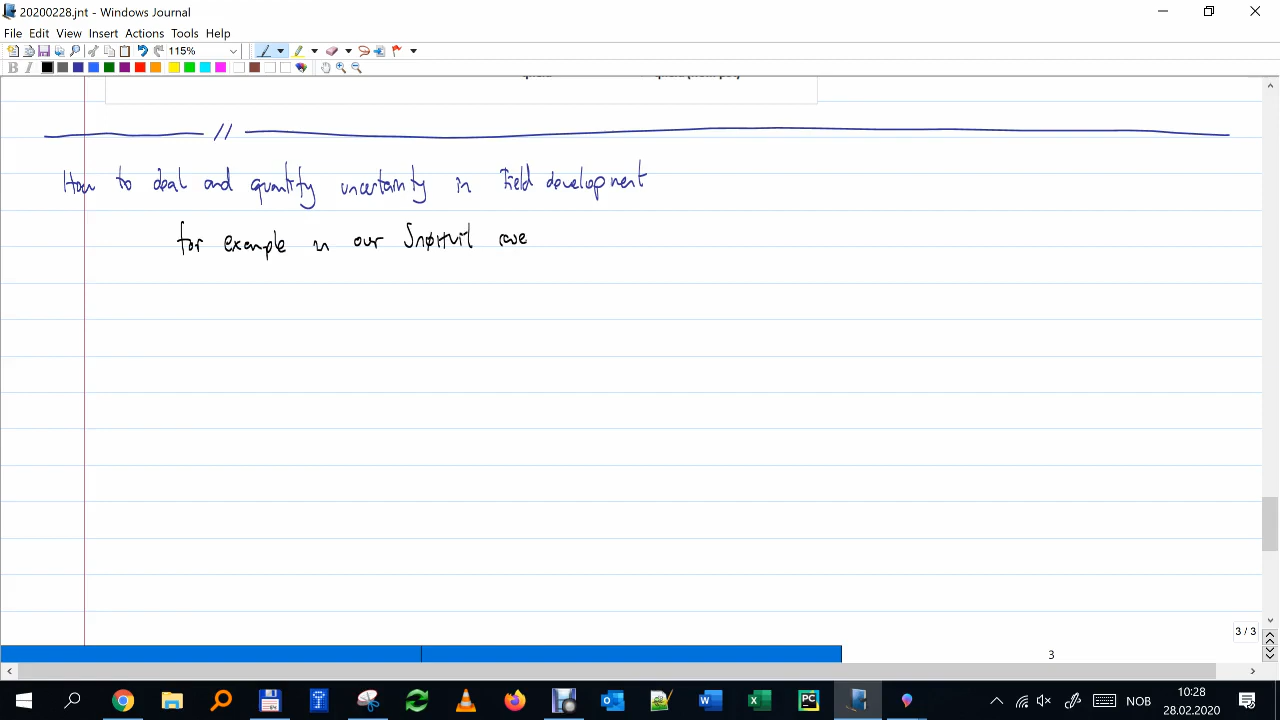 20200228.jnt - Windows Journal
File Edit View Insert Actions Tools Help
115%
B I
//
How to deal and quantify uncertainty in Field development
for example in our Snøhvit
3 / 3
3
NOB
10:28
28.02.2020